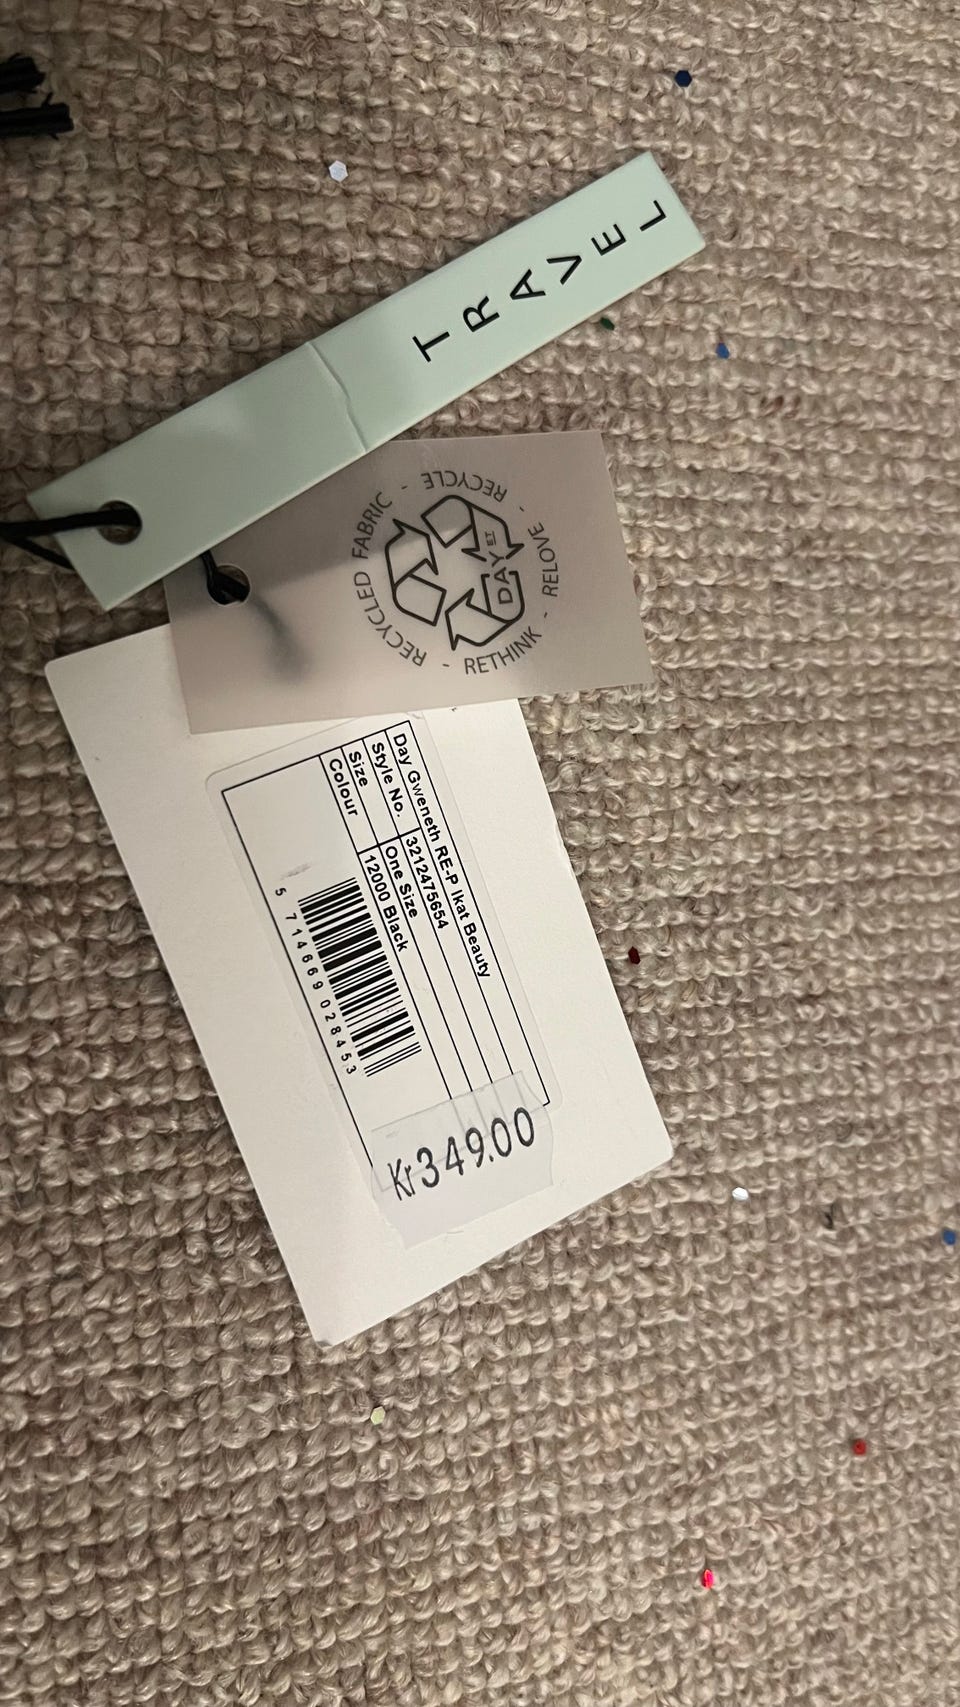 TRAVEL
RECYCLED FABRIC - RECYCLE - RELOVE - RETHINK -
DAY ET
Day Gweneth RE-P Ikat Beauty
Style No. 3212475654
Size One Size
Colour 12000 Black
5 714669 028453
Kr349.00